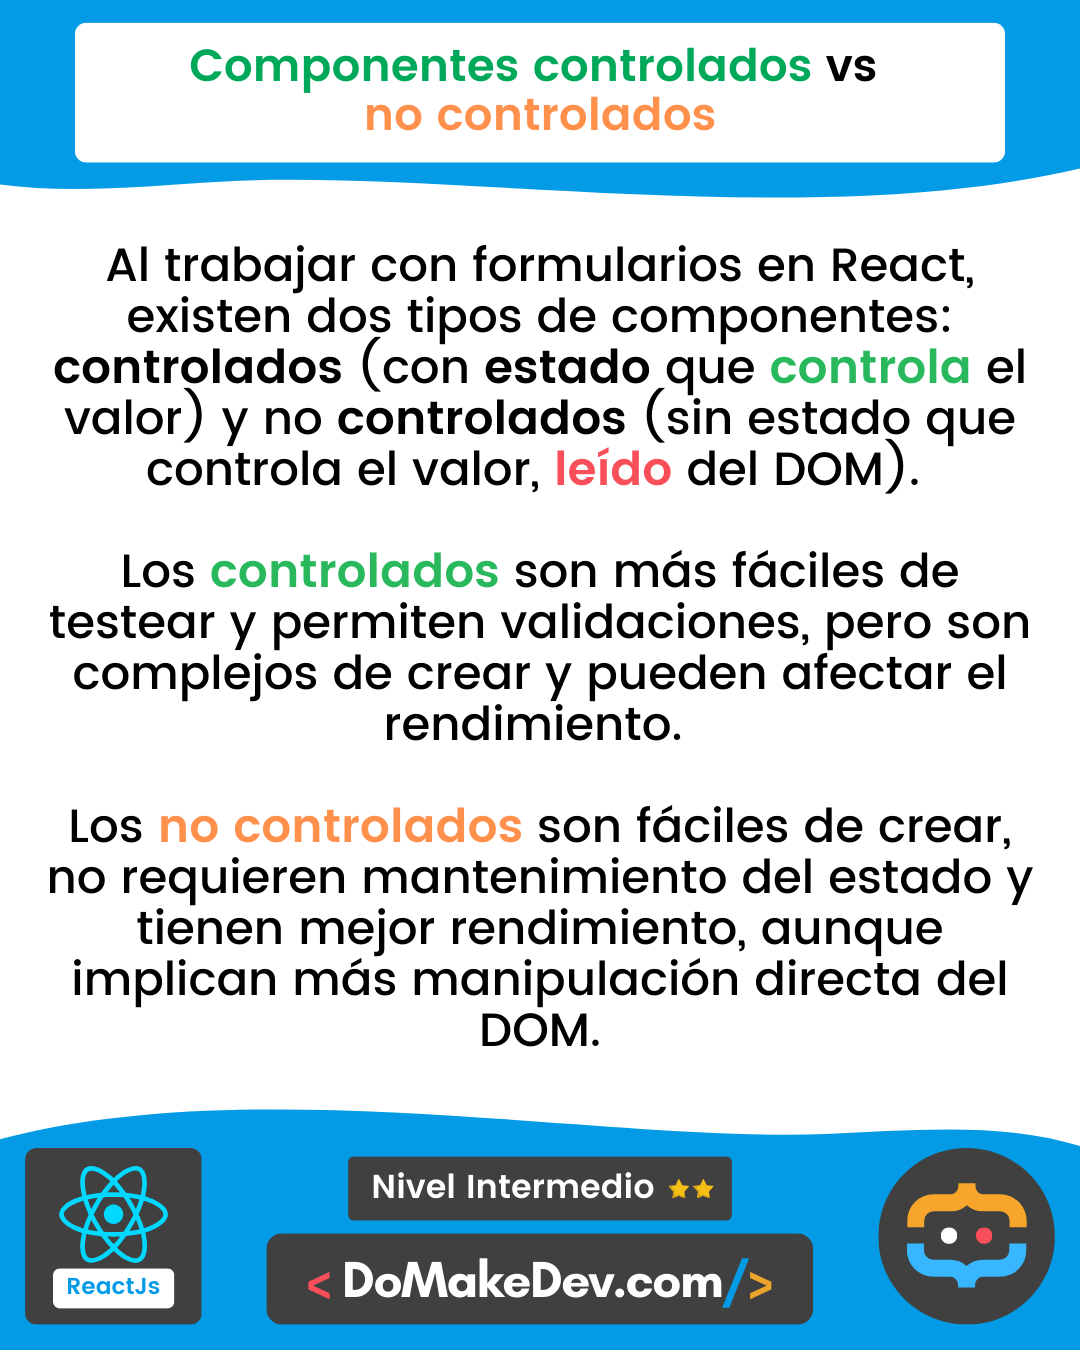 Componentes controlados vs
no controlados
Al trabajar con formularios en React,
existen dos tipos de componentes:
controlados (con estado que controla el
valor) y no controlados (sin estado que
controla el valor, leído del DOM).
Los controlados son más fáciles de
testear y permiten validaciones, pero son
complejos de crear y pueden afectar el
rendimiento.
Los no controlados son fáciles de crear,
no requieren mantenimiento del estado y
tienen mejor rendimiento, aunque
implican más manipulación directa del
DOM.
Nivel Intermedio
ReactJs
< DoMakeDev.com/>